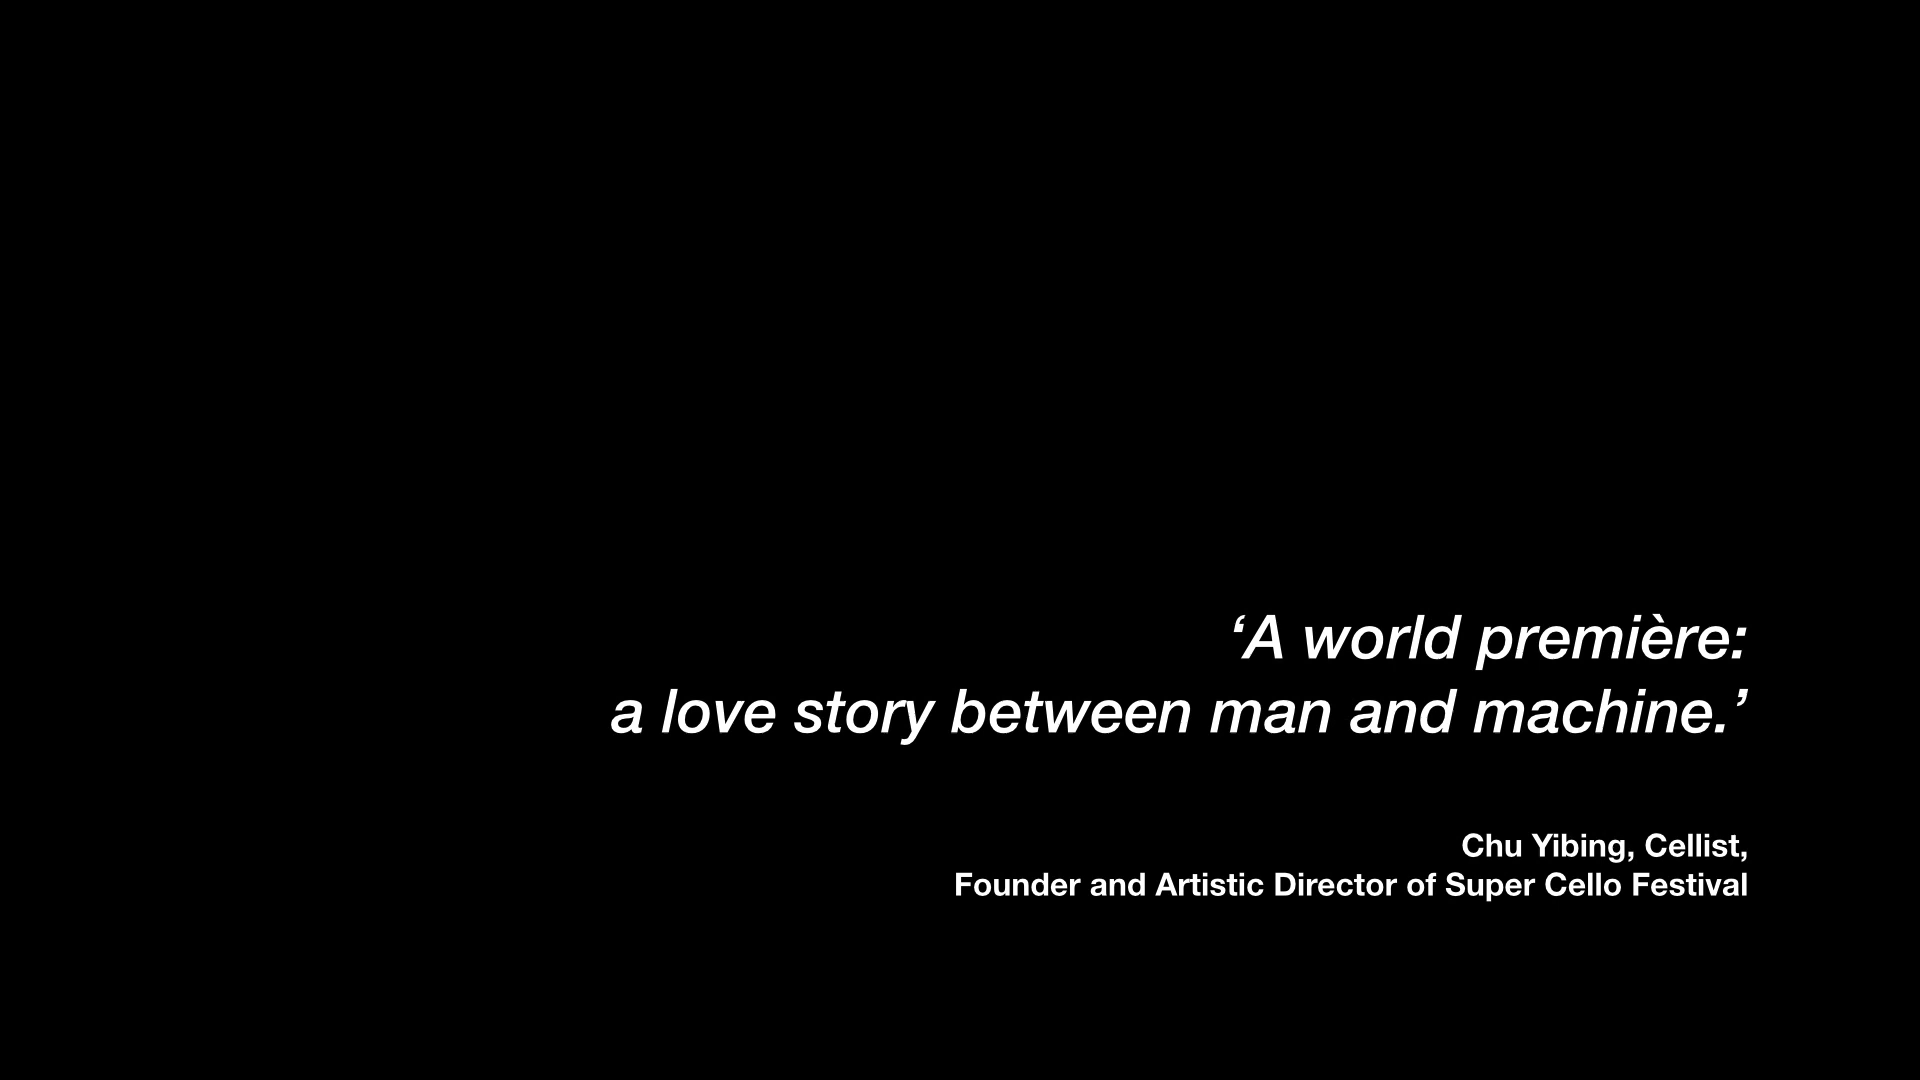 ‘A world première:
a love story between man and machine.’
Chu Yibing, Cellist,
Founder and Artistic Director of Super Cello Festival